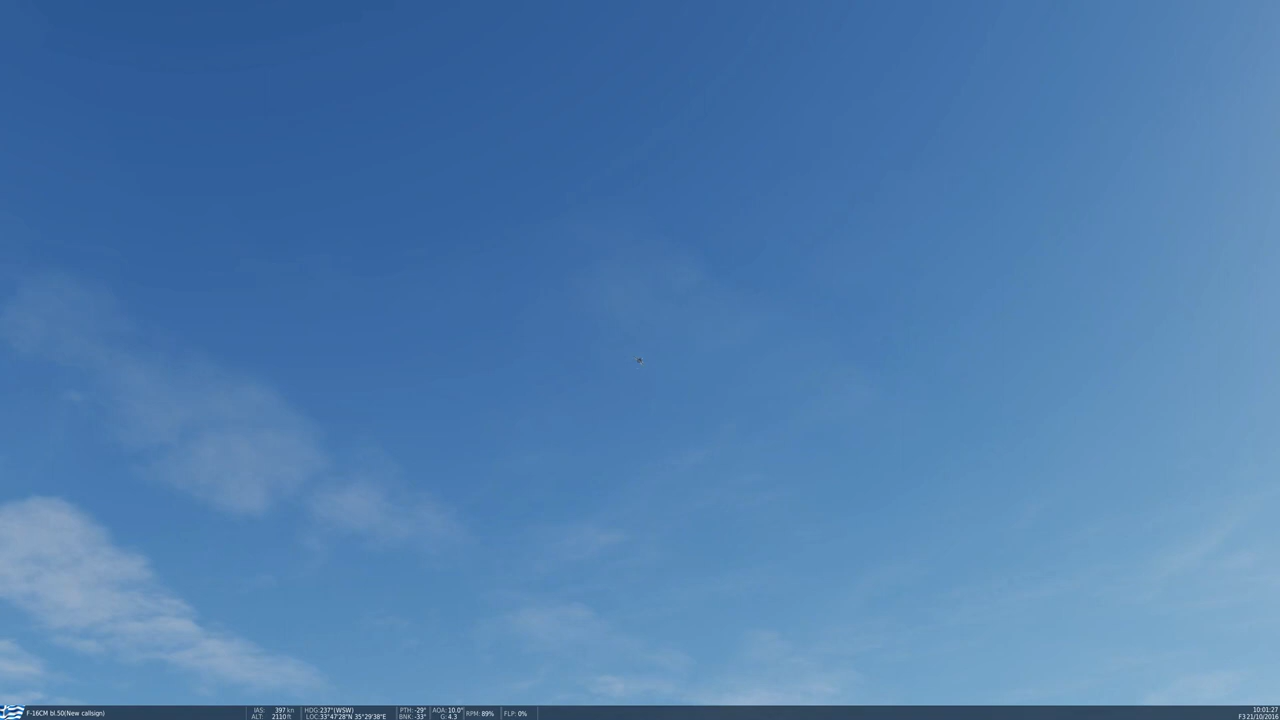 F-16CM bl.50(New callsign)
IAS: 397 kn
ALT: 2110 ft
HDG:237°(WSW)
LOC:33°47'28"N 35°29'38"E
PTH: -29°
BNK: -33°
AOA: 10.0°
G: 4.3
RPM: 89%
FLP: 0%
10:01:27
F3 21/10/2010